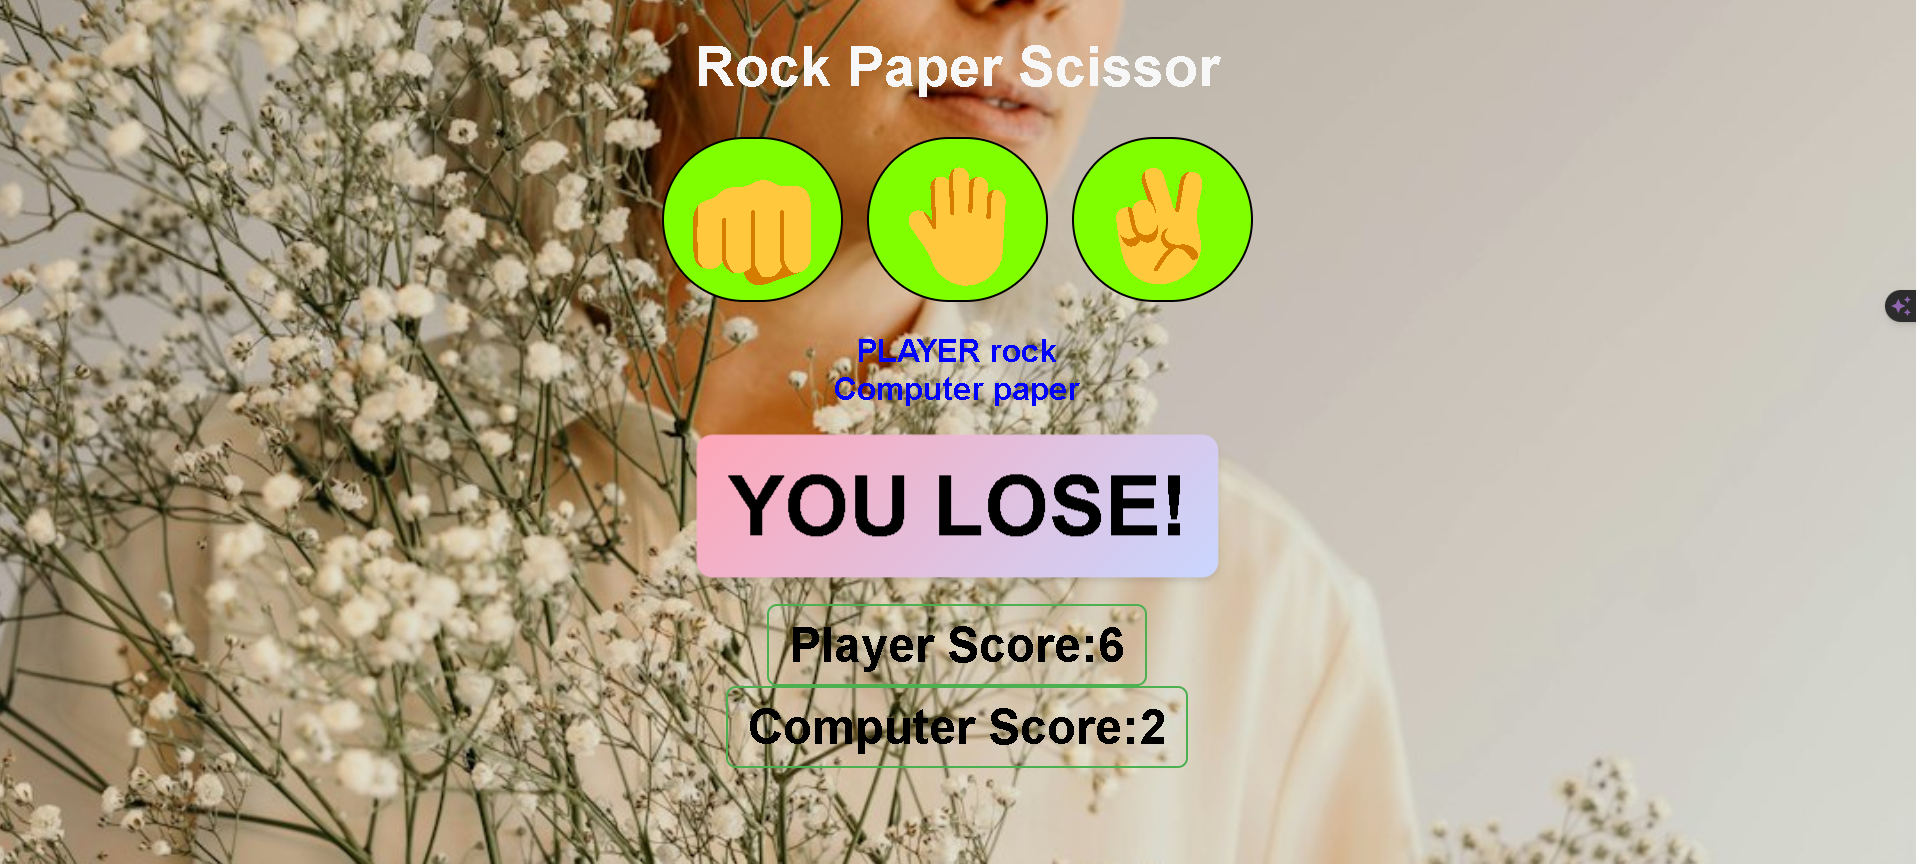 Rock Paper Scissor
PLAYER rock
Computer paper
YOU LOSE!
Player Score:6
Computer Score:2